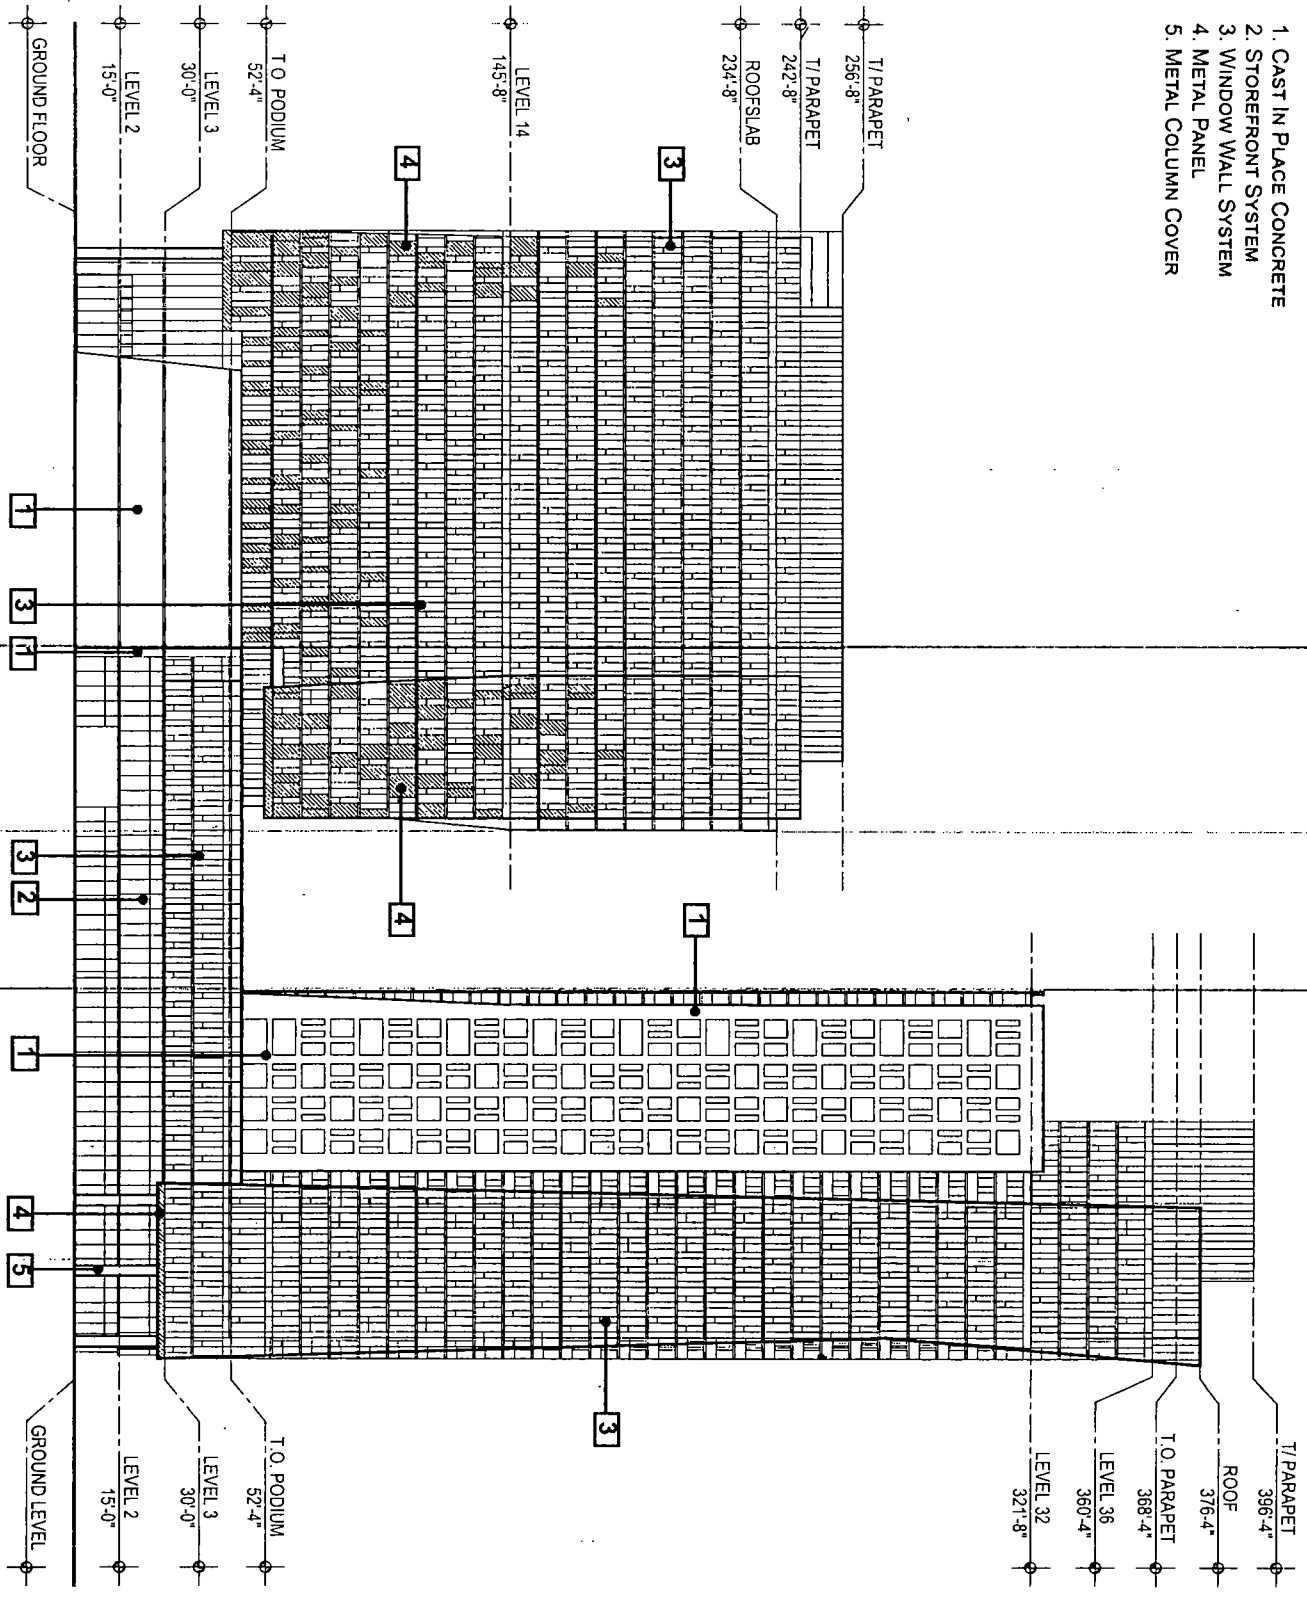 1. CAST IN PLACE CONCRETE
2. STOREFRONT SYSTEM
3. WINDOW WALL SYSTEM
4. METAL PANEL
5. METAL COLUMN COVER
T/ PARAPET
256'-8"
T/ PARAPET
242'-8"
ROOFSLAB
234'-8"
LEVEL 14
145'-8"
T O PODIUM
52'-4"
LEVEL 3
30'-0"
LEVEL 2
15'-0"
GROUND FLOOR
3
4
4
1
3
1
3
1
3
2
1
4
5
T/ PARAPET
396'-4"
ROOF
376-4"
T.O. PARAPET
368'-4"
LEVEL 36
360'-4"
LEVEL 32
321'-8"
T.O. PODIUM
52'-4"
LEVEL 3
30'-0"
LEVEL 2
15'-0"
GROUND LEVEL